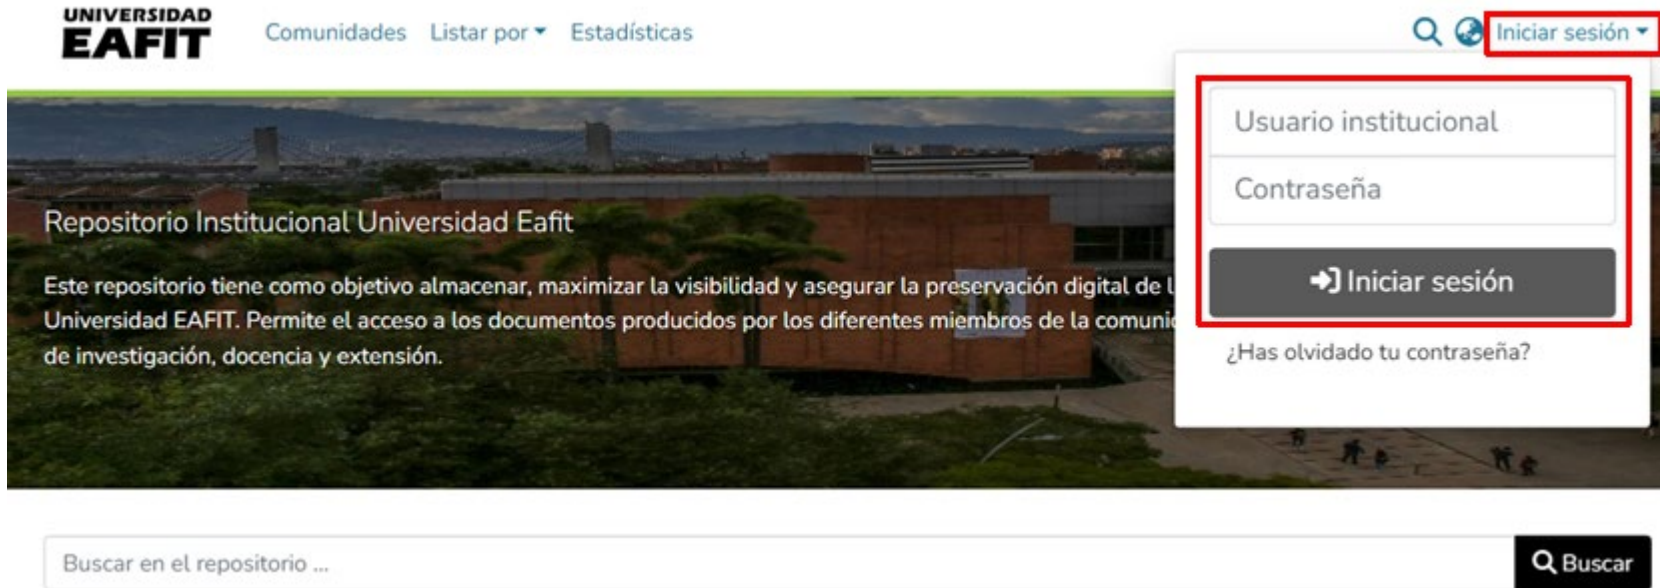 UNIVERSIDAD
EAFIT
Comunidades Listar por Estadísticas
Iniciar sesión
Usuario institucional
Contraseña
Iniciar sesión
¿Has olvidado tu contraseña?
Repositorio Institucional Universidad Eafit
Este repositorio tiene como objetivo almacenar, maximizar la visibilidad y asegurar la preservación digital de
Universidad EAFIT. Permite el acceso a los documentos producidos por los diferentes miembros de la
de investigación, docencia y extensión.
Buscar en el repositorio ...
Buscar